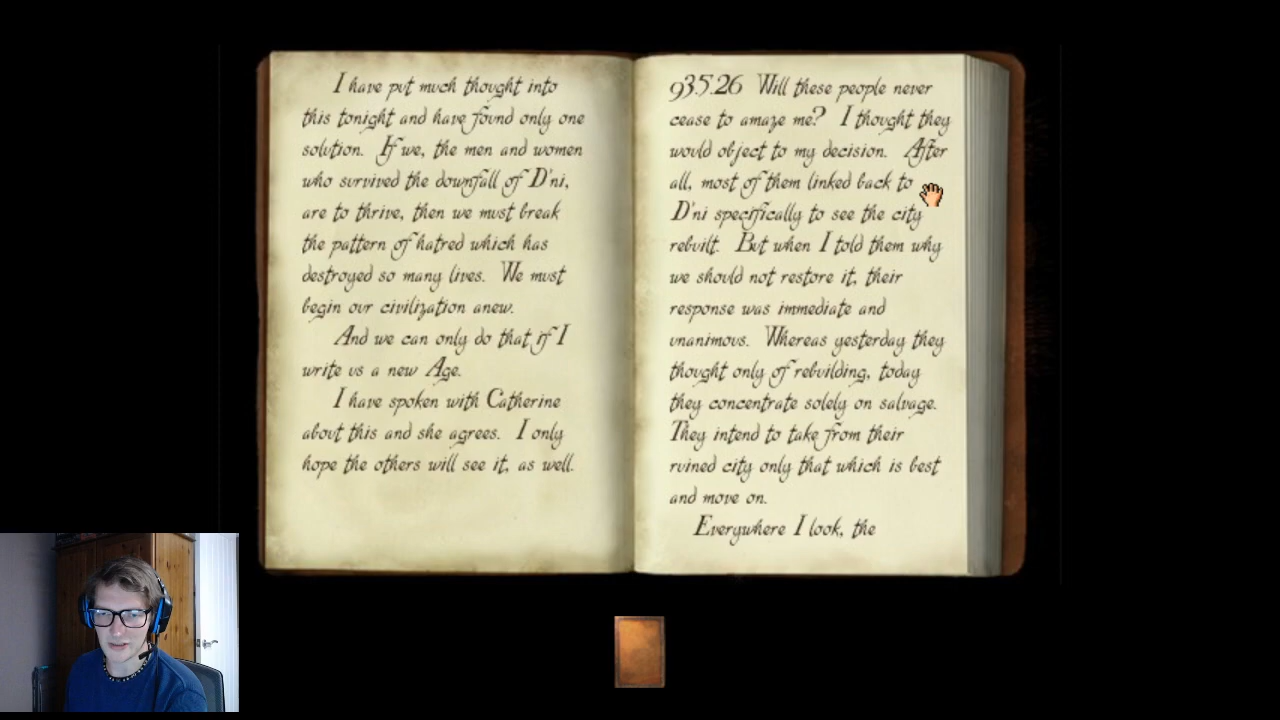 I have put much thought into
this tonight and have found only one
solution. If we, the men and women
who survived the downfall of D'ni,
are to thrive, then we must break
the pattern of hatred which has
destroyed so many lives. We must
begin our civilization anew.
And we can only do that if I
write us a new Age.
I have spoken with Catherine
about this and she agrees. I only
hope the others will see it, as well.
93.5.26 Will these people never
cease to amaze me? I thought they
would object to my decision. After
all, most of them linked back to
D'ni specifically to see the city
rebuilt. But when I told them why
we should not restore it, their
response was immediate and
unanimous. Whereas yesterday they
thought only of rebuilding, today
they concentrate solely on salvage.
They intend to take from their
ruined city only that which is best
and move on.
Everywhere I look, the